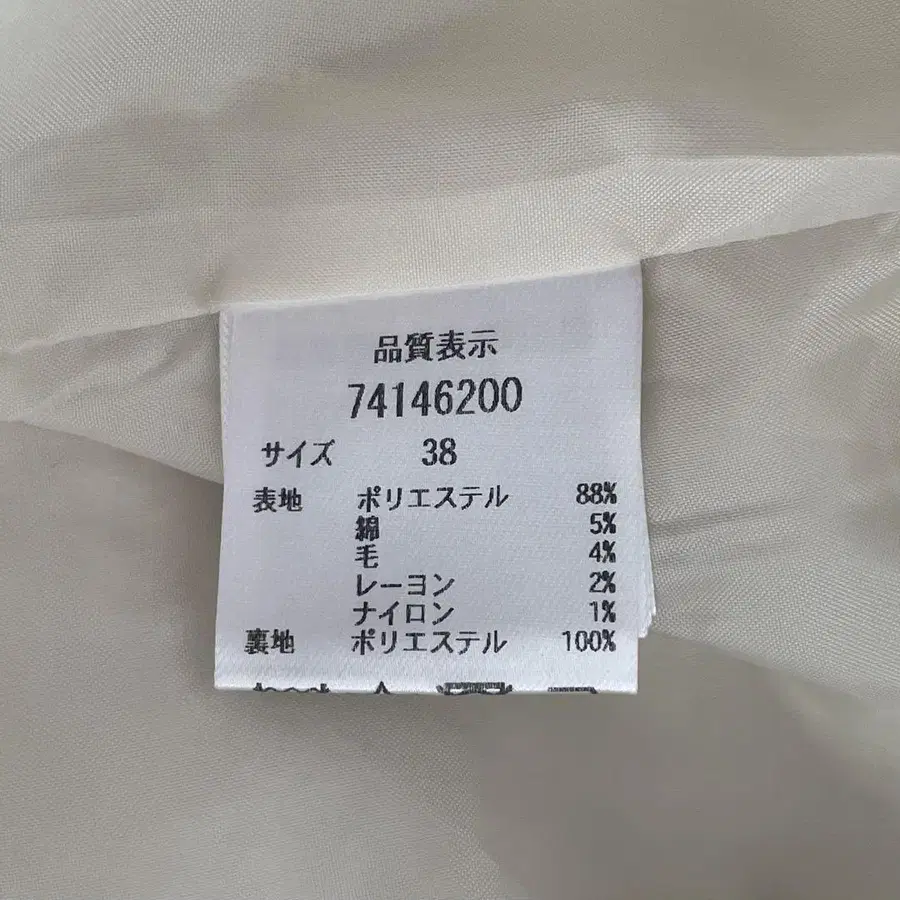 品質表示
74146200
サイズ 38
表地 ポリエステル 88%
綿 5%
毛 4%
レーヨン 2%
ナイロン 1%
裏地 ポリエステル 100%